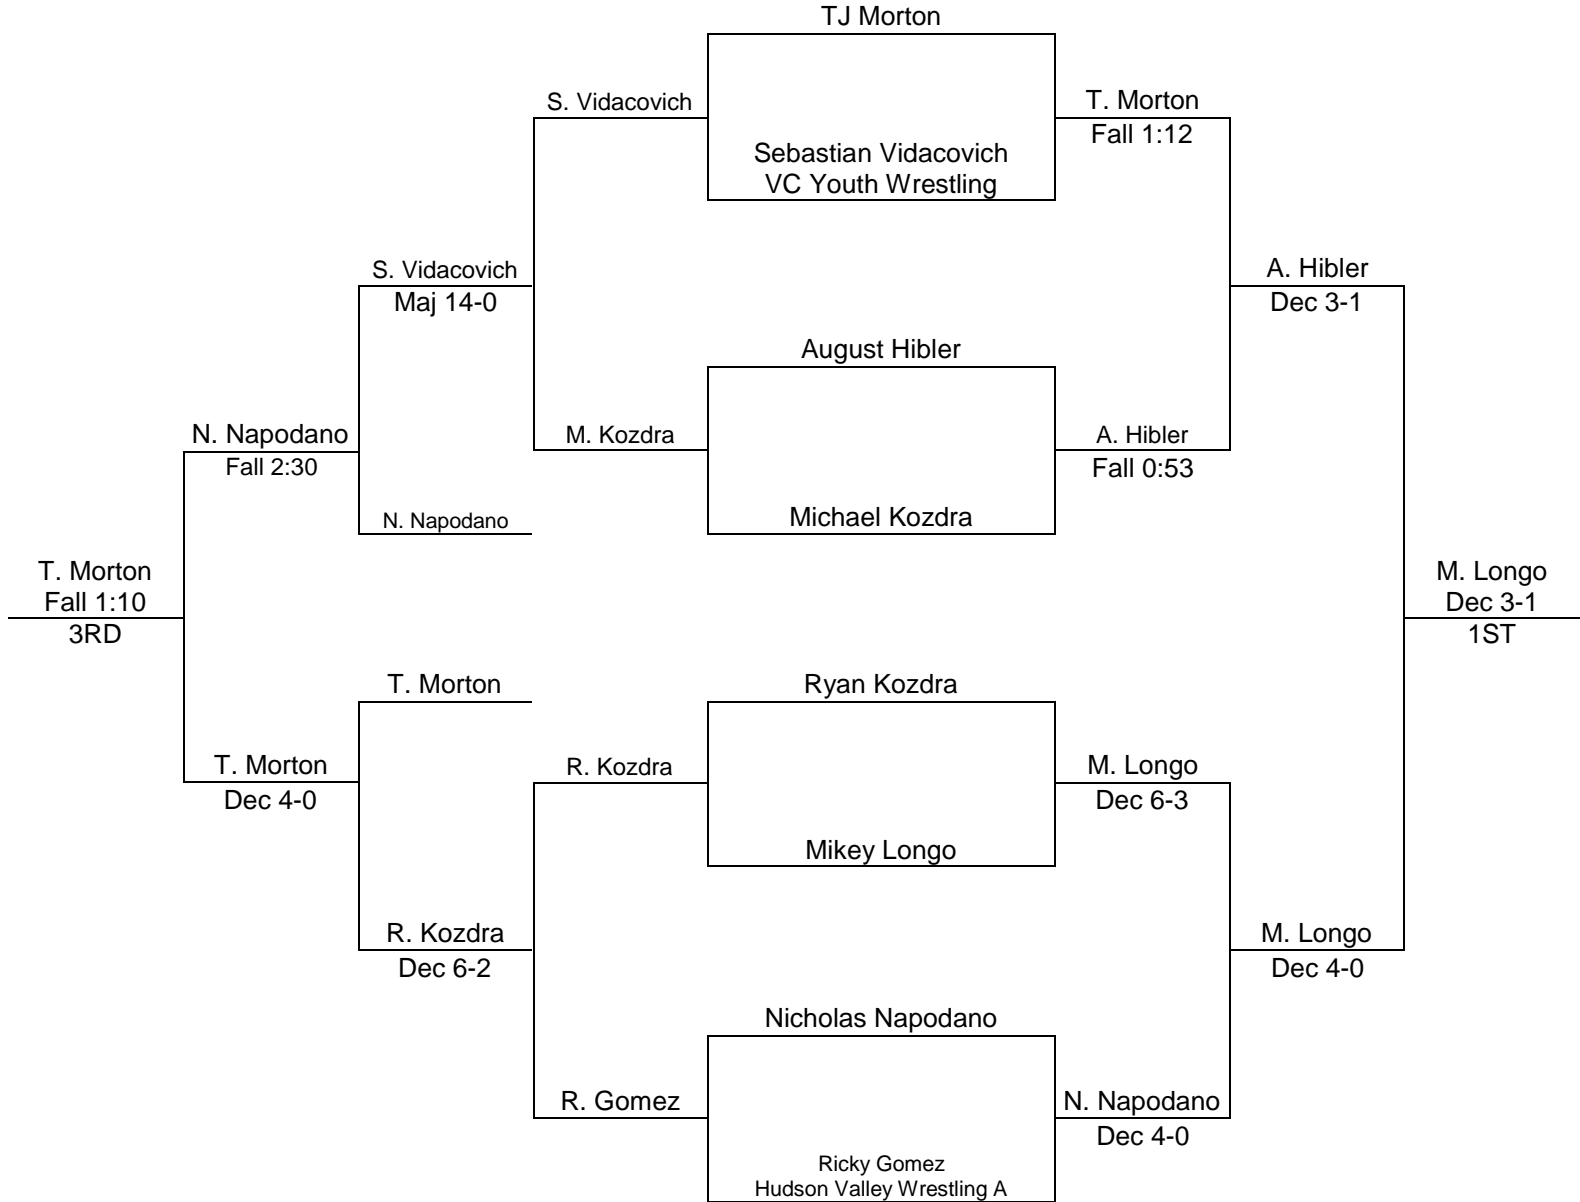 TJ Morton
S. Vidacovich
T. Morton
Fall 1:12
Sebastian Vidacovich
VC Youth Wrestling
S. Vidacovich
Maj 14-0
A. Hibler
Dec 3-1
August Hibler
N. Napodano
Fall 2:30
M. Kozdra
A. Hibler
Fall 0:53
N. Napodano
Michael Kozdra
T. Morton
Fall 1:10
3RD
M. Longo
Dec 3-1
1ST
T. Morton
Ryan Kozdra
T. Morton
Dec 4-0
R. Kozdra
M. Longo
Dec 6-3
Mikey Longo
R. Kozdra
Dec 6-2
M. Longo
Dec 4-0
Nicholas Napodano
R. Gomez
N. Napodano
Dec 4-0
Ricky Gomez
Hudson Valley Wrestling A